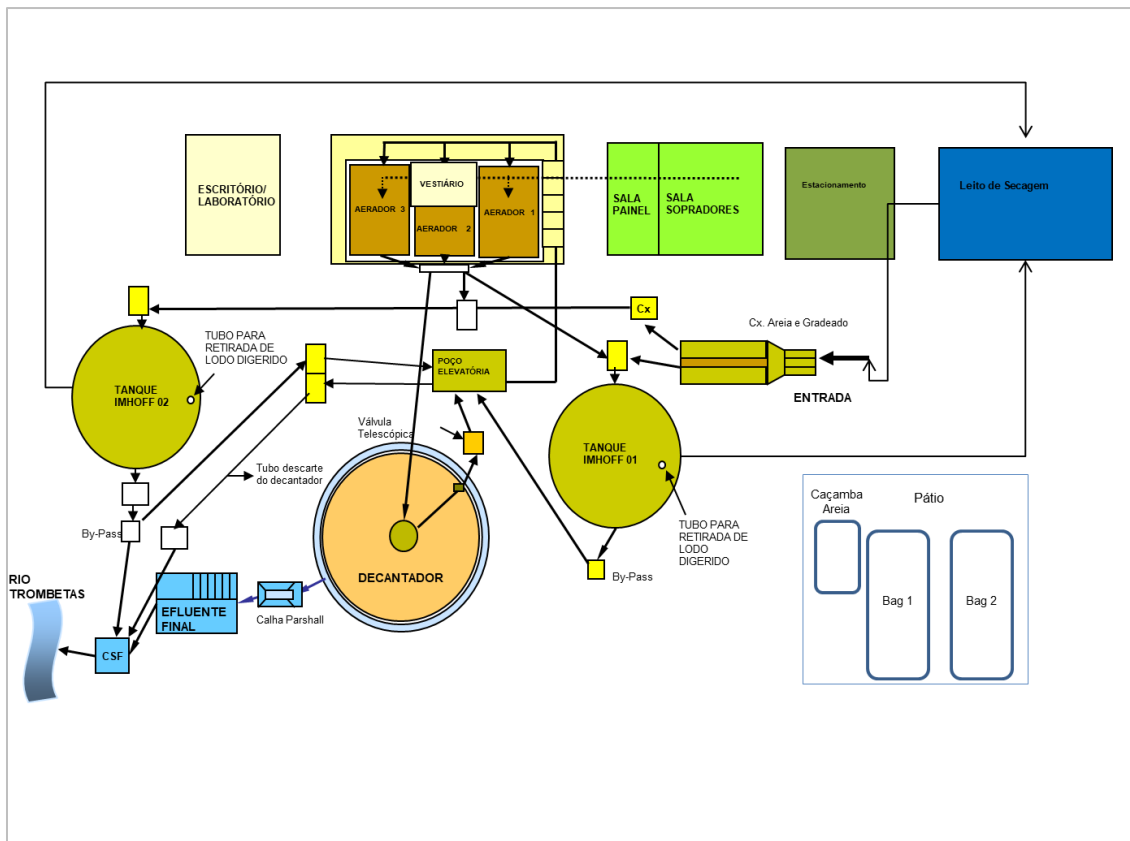 ESCRITÓRIO/
LABORATÓRIO
VESTIÁRIO
AERADOR 3
AERADOR 2
AERADOR 1
SALA
PAINEL
SALA
SOPRADORES
Estacionamento
Leito de Secagem
Cx
Cx. Areia e Gradeado
ENTRADA
TUBO PARA
RETIRADA DE
LODO DIGERIDO
TANQUE
IMHOFF 02
POÇO
ELEVATÓRIA
Válvula
Telescópica
TANQUE
IMHOFF 01
Tubo descarte
do decantador
TUBO PARA
RETIRADA DE
LODO
DIGERIDO
By-Pass
By-Pass
DECANTADOR
Caçamba
Areia
Pátio
Bag 1
Bag 2
RIO
TROMBETAS
EFLUENTE
FINAL
Calha Parshall
CSF